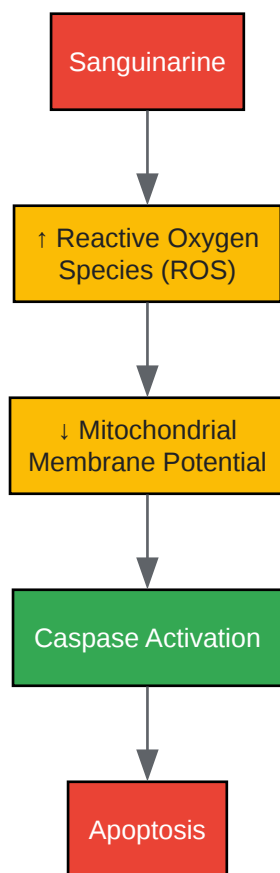 Sanguinarine
↑ Reactive Oxygen
Species (ROS)
↓ Mitochondrial
Membrane Potential
Caspase Activation
Apoptosis